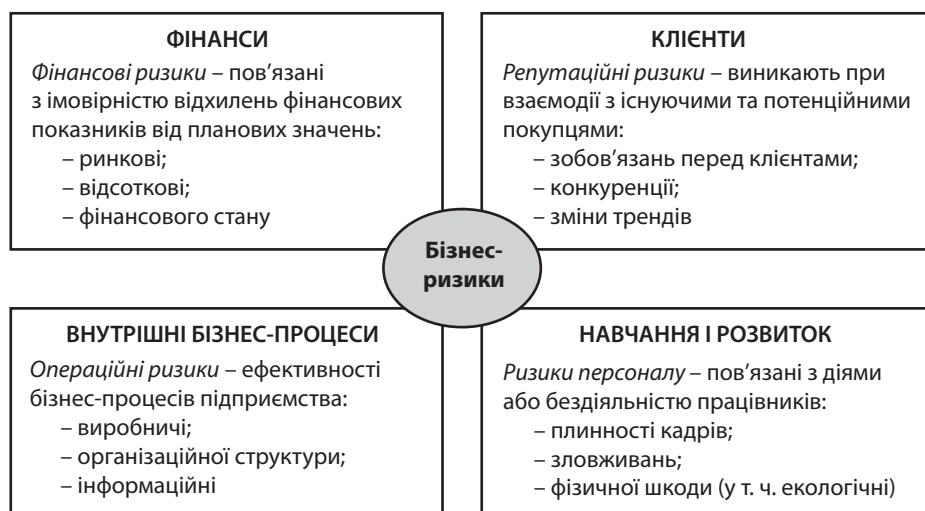 ФІНАНСИ
Фінансові ризики – пов’язані
з імовірністю відхилень фінансових
показників від планових значень:
– ринкові;
– відсоткові;
– фінансового стану
КЛІЄНТИ
Репутаційні ризики – виникають при
взаємодії з існуючими та потенційними
покупцями:
– зобов’язань перед клієнтами;
– конкуренції;
– зміни трендів
Бізнес-
ризики
ВНУТРІШНІ БІЗНЕС-ПРОЦЕСИ
Операційні ризики – ефективності
бізнес-процесів підприємства:
– виробничі;
– організаційної структури;
– інформаційні
НАВЧАННЯ І РОЗВИТОК
Ризики персоналу – пов’язані з діями
або бездіяльністю працівників:
– плинності кадрів;
– зловживань;
– фізичної шкоди (у т. ч. екологічні)